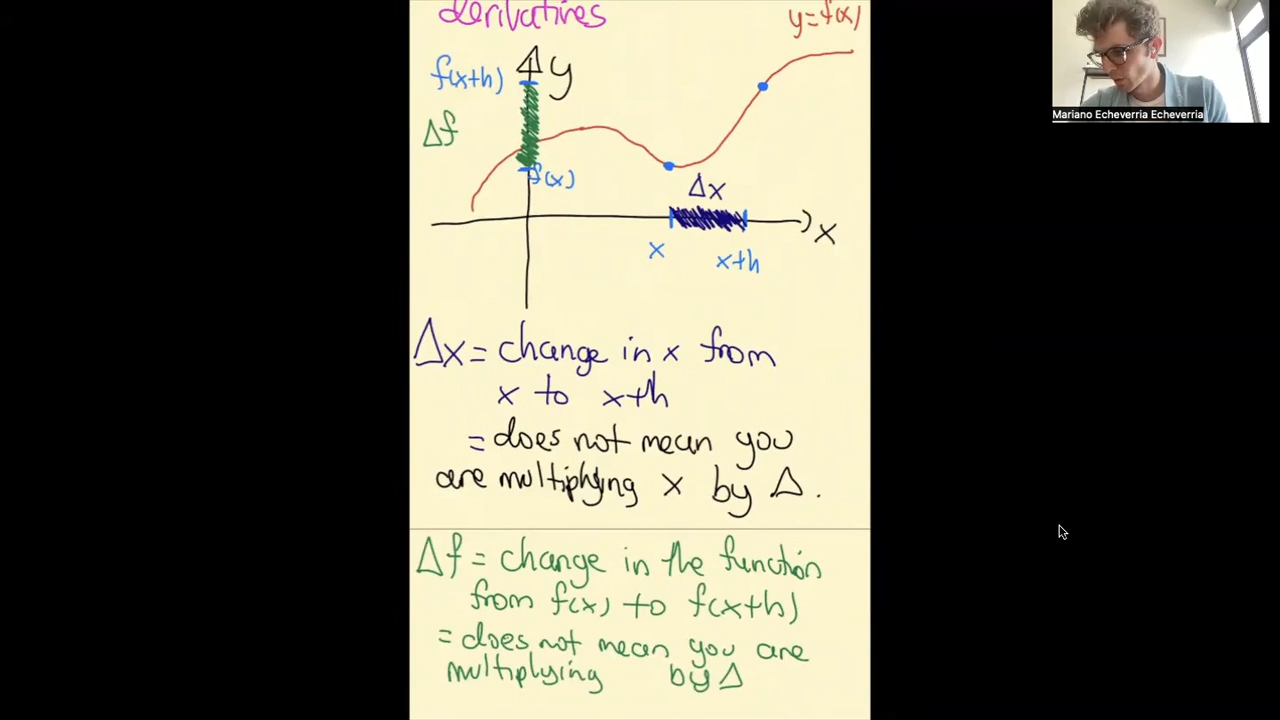 derivatives
y=f(x)
f(x+h)
y
Δf
f(x)
Δx
x
x
x+h
Δx = change in x from
x to x+h
= does not mean you
are multiplying x by Δ.
Δf = change in the function
from f(x) to f(x+h)
= does not mean you are
multiplying by Δ
Mariano Echeverria Echeverria